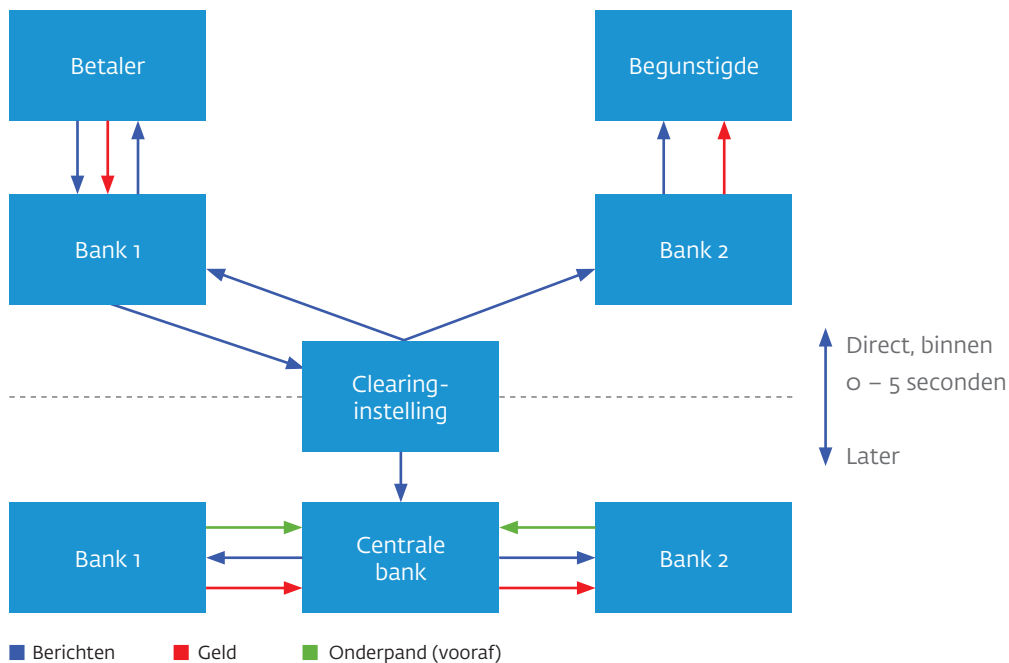 Betaler
Begunstigde
Bank 1
Bank 2
Clearing-
instelling
Direct, binnen
0 – 5 seconden
Later
Bank 1
Centrale
bank
Bank 2
Berichten
Geld
Onderpand (vooraf)